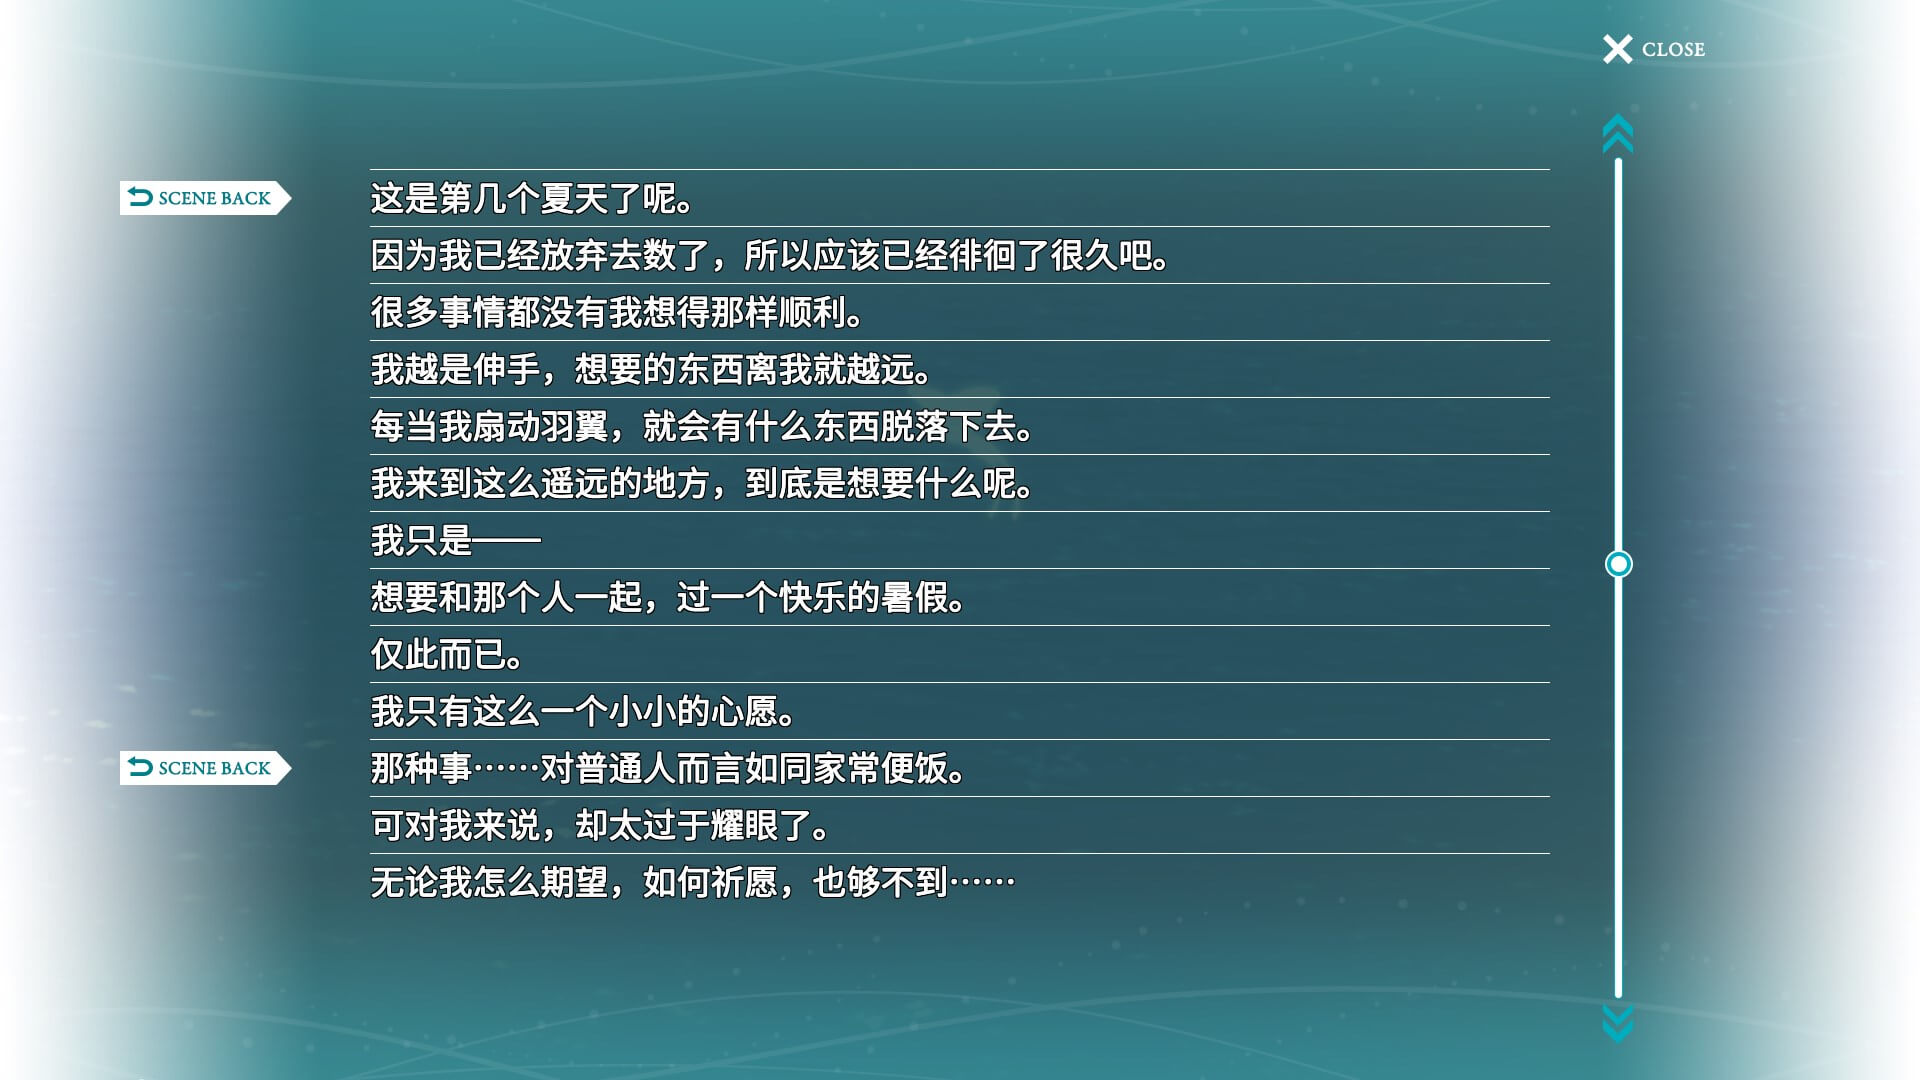 CLOSE
SCENE BACK
这是第几个夏天了呢。
因为我已经放弃去数了，所以应该已经徘徊了很久吧。
很多事情都没有我想得那样顺利。
我越是伸手，想要的东西离我就越远。
每当我扇动羽翼，就会有什么东西脱落下去。
我来到这么遥远的地方，到底是想要什么呢。
我只是——
想要和那个人一起，过一个快乐的暑假。
仅此而已。
我只有这么一个小小的心愿。
SCENE BACK
那种事……对普通人而言如同家常便饭。
可对我来说，却太过于耀眼了。
无论我怎么期望，如何祈愿，也够不到……